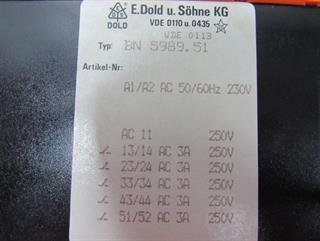 DOLD
E.Dold u. Söhne KG
VDE 0110 u. 0435
VDE 0113
Typ: BN 5989.51
Artikel-Nr:
A1/A2 AC 50/60Hz 230V
AC 11 250V
13/14 AC 3A 250V
23/24 AC 3A 250V
33/34 AC 3A 250V
43/44 AC 3A 250V
51/52 AC 3A 250V